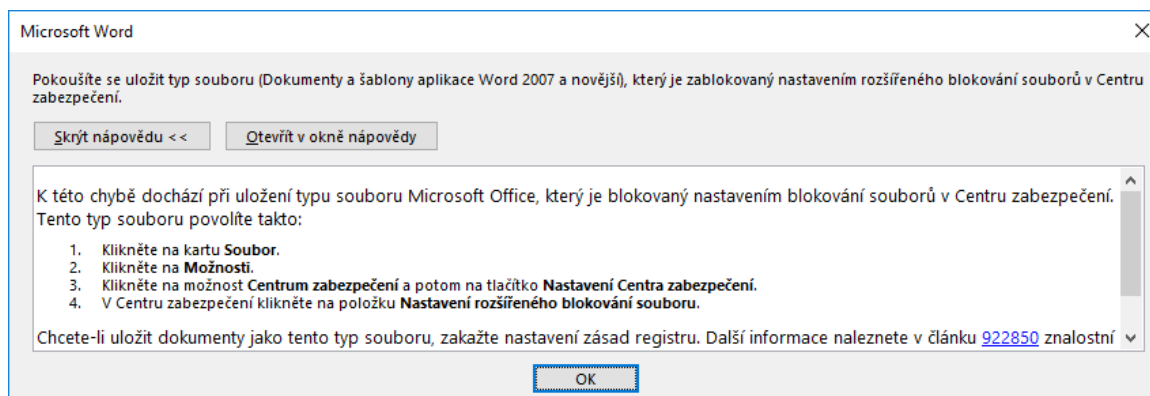 Microsoft Word
Pokoušíte se uložit typ souboru (Dokumenty a šablony aplikace Word 2007 a novější), který je zablokovaný nastavením rozšířeného blokování souborů v Centru
zabezpečení.
Skrýt nápovědu << Otevřít v okně nápovědy
K této chybě dochází při uložení typu souboru Microsoft Office, který je blokovaný nastavením blokování souborů v Centru zabezpečení.
Tento typ souboru povolíte takto:
1. Klikněte na kartu Soubor.
2. Klikněte na Možnosti.
3. Klikněte na možnost Centrum zabezpečení a potom na tlačítko Nastavení Centra zabezpečení.
4. V Centru zabezpečení klikněte na položku Nastavení rozšířeného blokování souboru.
Chcete-li uložit dokumenty jako tento typ souboru, zakažte nastavení zásad registru. Další informace naleznete v článku 922850 znalostní
OK